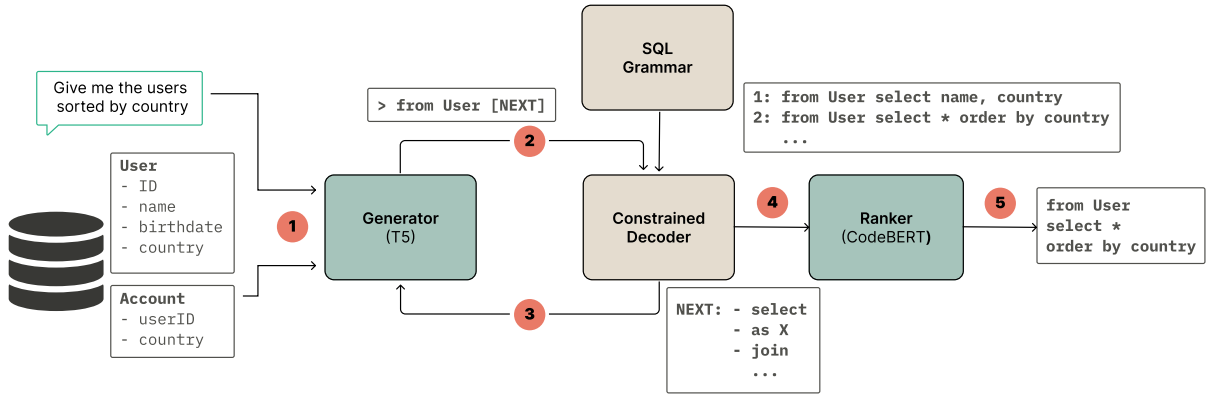 Give me the users
sorted by country
User
- ID
- name
- birthdate
- country
Account
- userID
- country
1
Generator
(T5)
> from User [NEXT]
2
3
SQL
Grammar
Constrained
Decoder
NEXT: - select
- as X
- join
...
1: from User select name, country
2: from User select * order by country
...
4
Ranker
(CodeBERT)
5
from User
select *
order by country